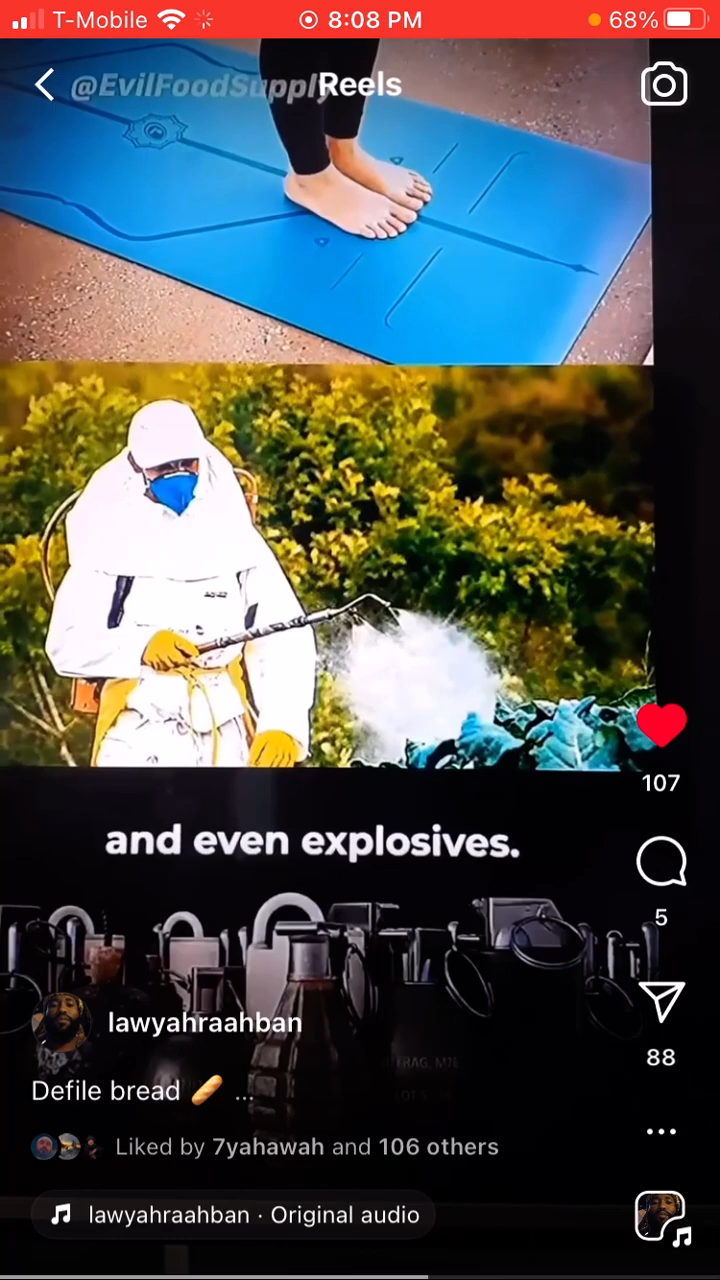 T-Mobile 8:08 PM 68%
@EvilFoodSupply
Reels
107
and even explosives.
5
lawyahraahban
88
Defile bread 🥖 ...
Liked by 7yahawah and 106 others
lawyahraahban · Original audio